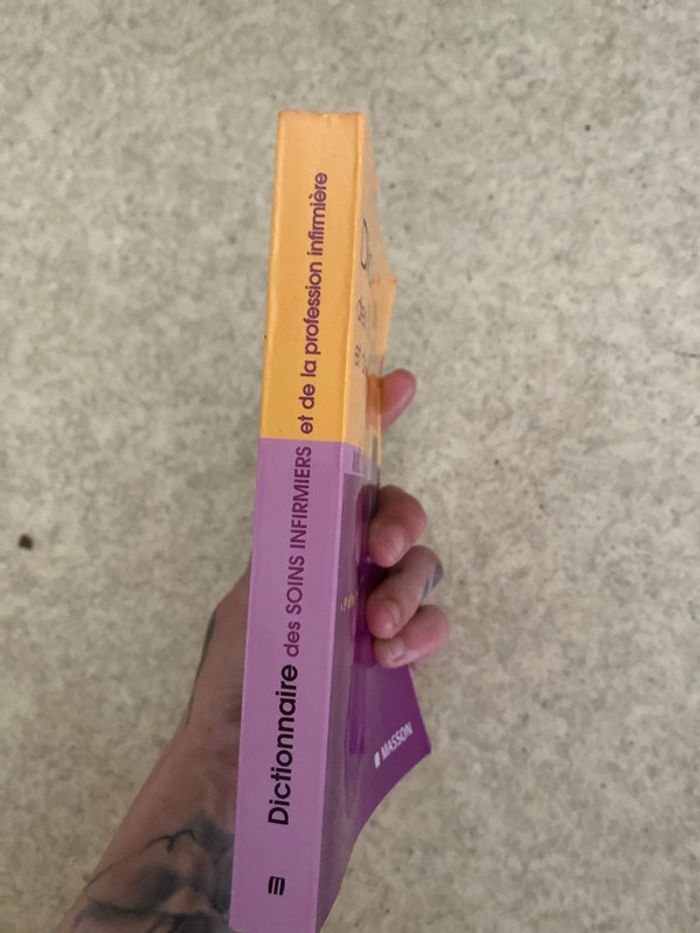 Dictionnaire des SOINS INFIRMIERS et de la profession infirmière
MASSON